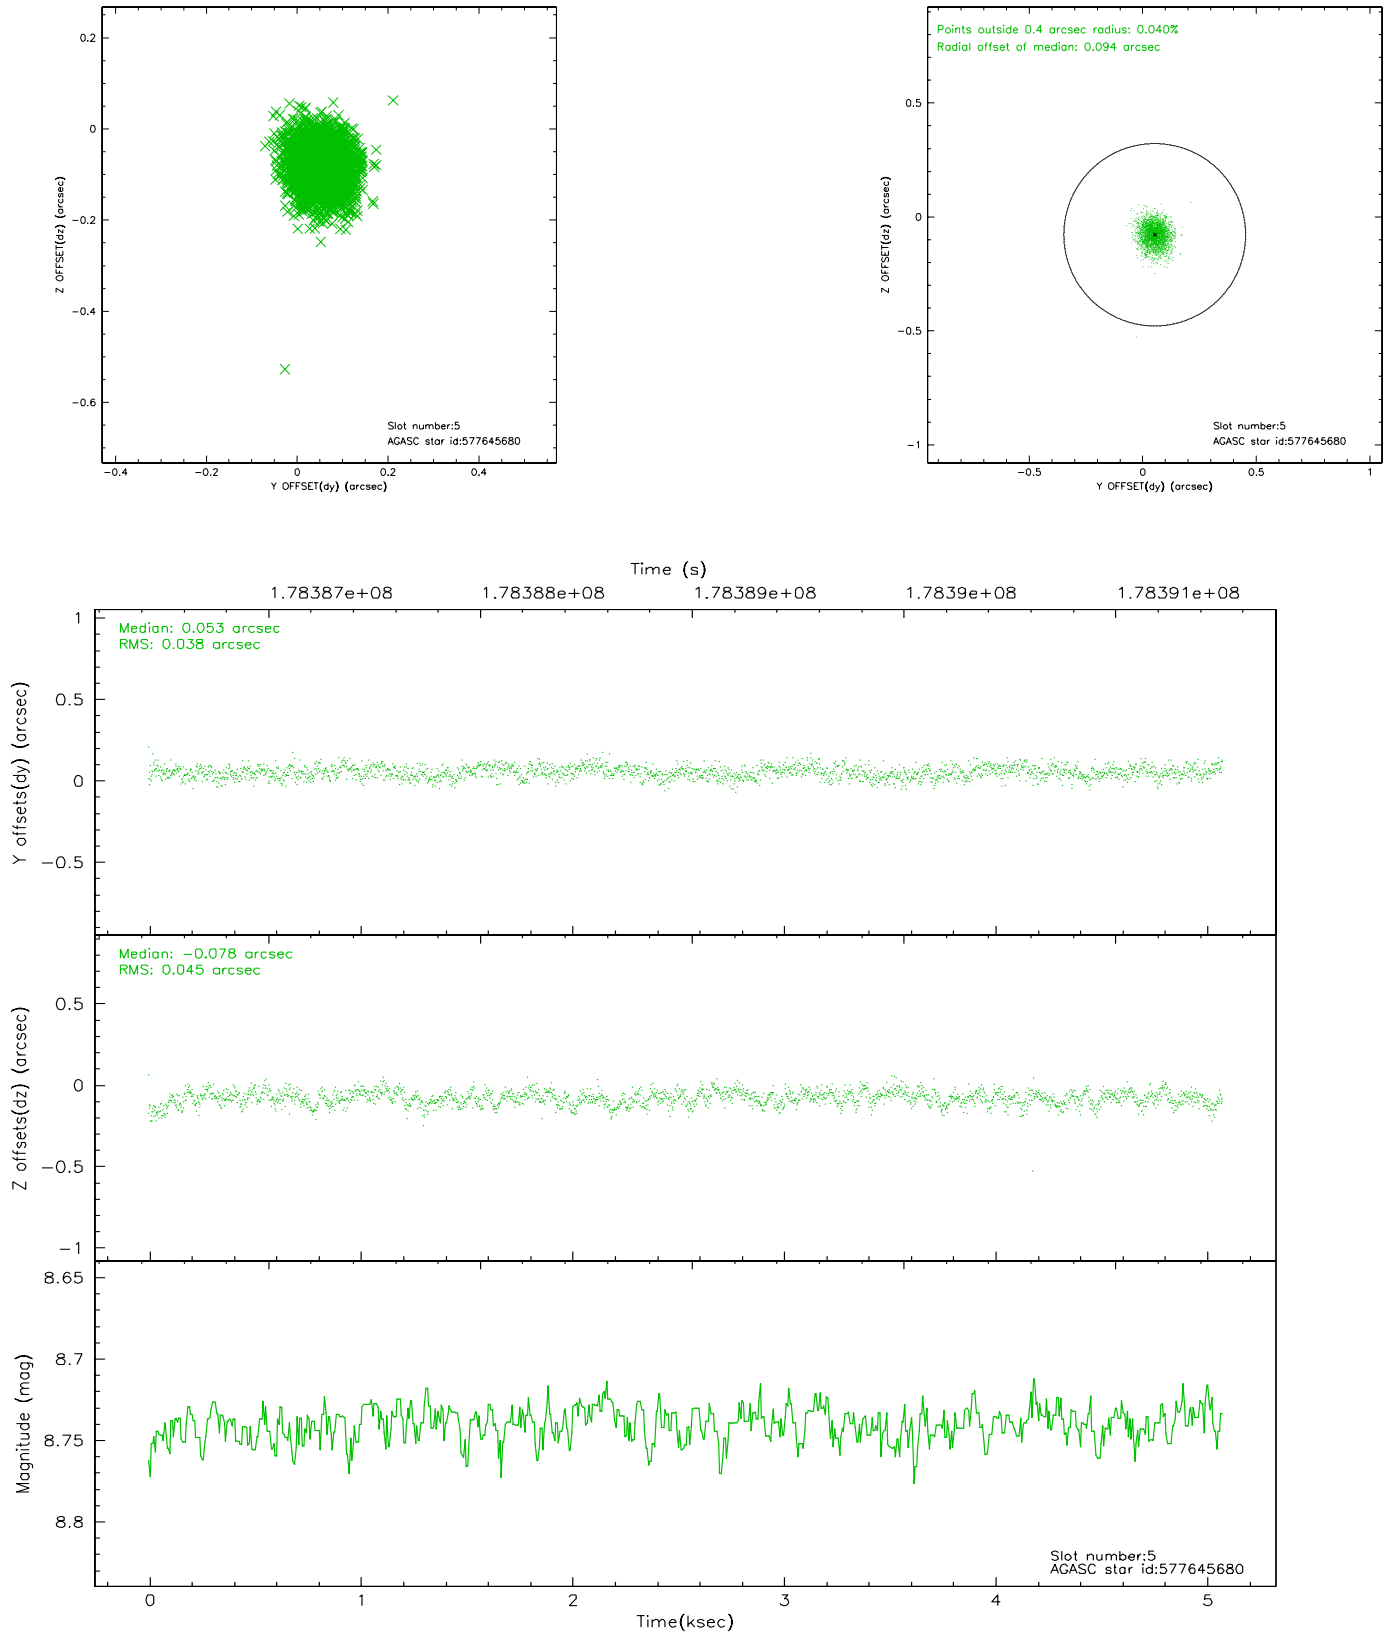 0.2
0
−0.2
−0.4
−0.6
Z OFFSET(dz) (arcsec)
Slot number:5
AGASC star id:577645680
−0.4 −0.2 0 0.2 0.4
Y OFFSET(dy) (arcsec)
Points outside 0.4 arcsec radius: 0.040%
Radial offset of median: 0.094 arcsec
0.5
0
−0.5
−1
Z OFFSET(dz) (arcsec)
Slot number:5
AGASC star id:577645680
−0.5 0 0.5 1
Y OFFSET(dy) (arcsec)
Time (s)
1.78387e+08 1.78388e+08 1.78389e+08 1.7839e+08 1.78391e+08
Median: 0.053 arcsec
RMS: 0.038 arcsec
1
0.5
0
−0.5
Y offsets(dy) (arcsec)
Median: −0.078 arcsec
RMS: 0.045 arcsec
0.5
0
−0.5
−1
Z offsets(dz) (arcsec)
8.65
8.7
8.75
8.8
Magnitude (mag)
Slot number:5
AGASC star id:577645680
0 1 2 3 4 5
Time(ksec)